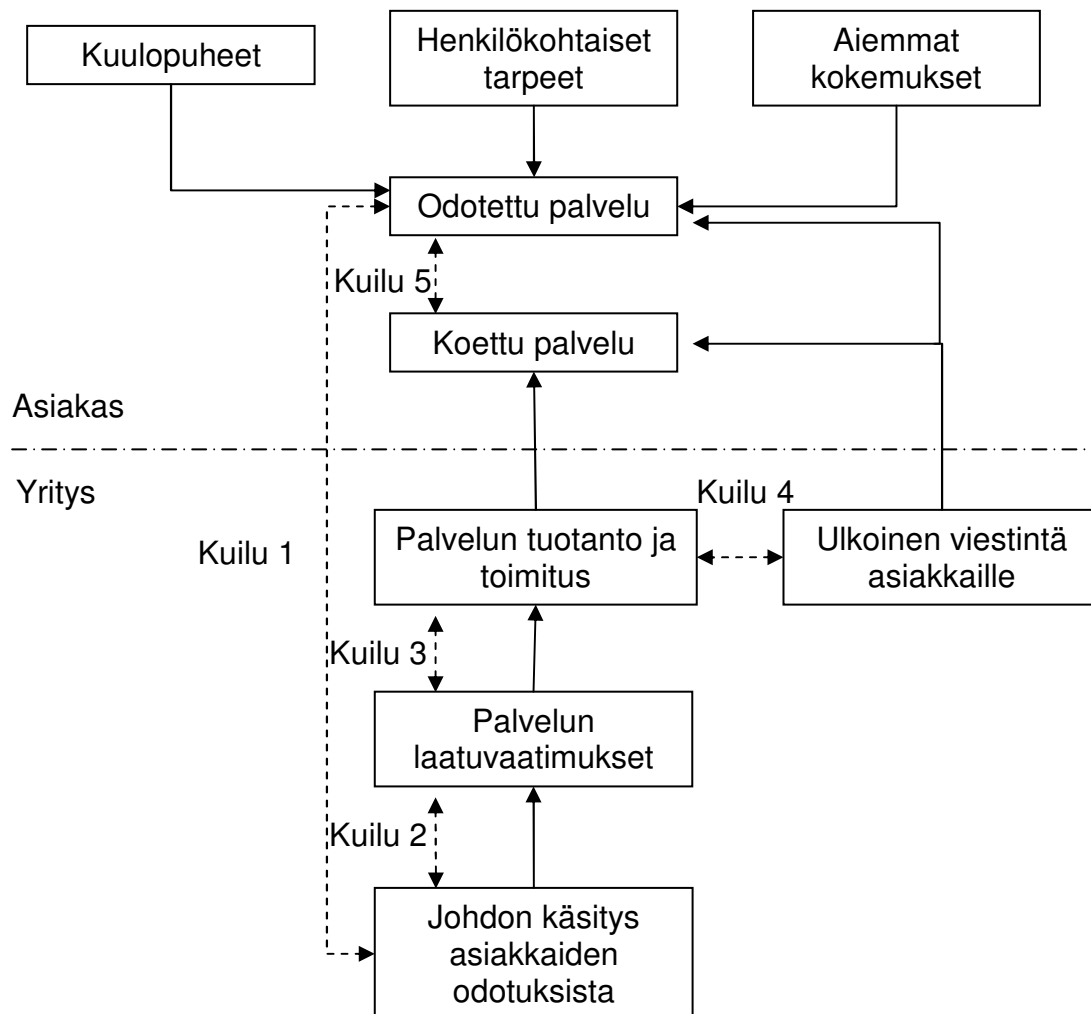 Kuulopuheet
Henkilökohtaiset
tarpeet
Aiemmat
kokemukset
Odotettu palvelu
Kuilu 5
Koettu palvelu
Asiakas
Yritys
Kuilu 4
Kuilu 1
Palvelun tuotanto ja
toimitus
Ulkoinen viestintä
asiakkaille
Kuilu 3
Palvelun
laatuvaatimukset
Kuilu 2
Johdon käsitys
asiakkaiden
odotuksista